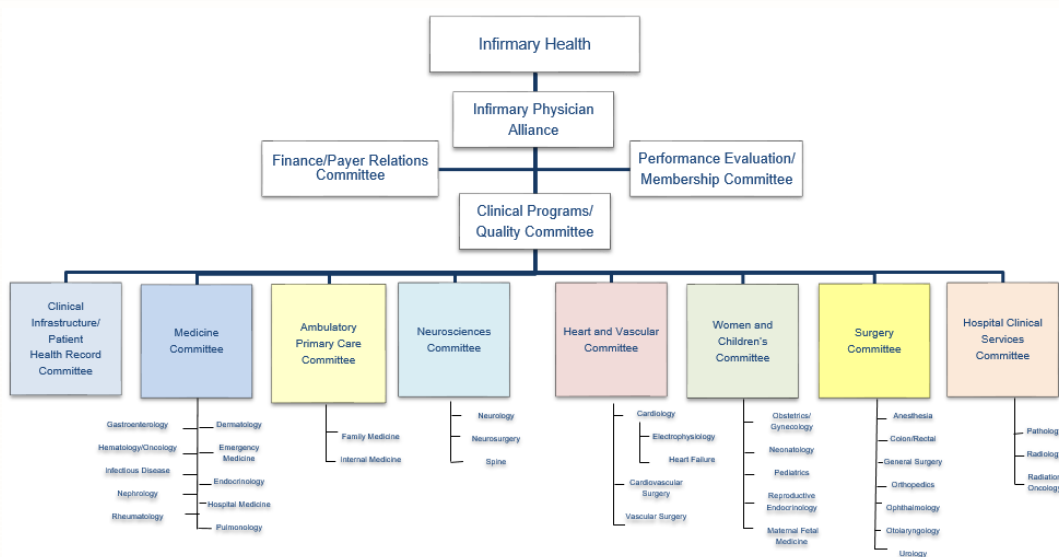 Infirmary Health
Infirmary Physician
Alliance
Finance/Payer Relations
Committee
Performance Evaluation/
Membership Committee
Clinical Programs/
Quality Committee
Clinical
Infrastructure/
Patient
Health Record
Committee
Medicine
Committee
Ambulatory
Primary Care
Committee
Neurosciences
Committee
Heart and Vascular
Committee
Women and
Children's
Committee
Surgery
Committee
Hospital Clinical
Services
Committee
Gastroenterology
Hematology/Oncology
Infectious Disease
Nephrology
Rheumatology
Dermatology
Emergency
Medicine
Endocrinology
Hospital Medicine
Pulmonology
Family Medicine
Internal Medicine
Neurology
Neurosurgery
Spine
Cardiology
Electrophysiology
Heart Failure
Cardiovascular
Surgery
Vascular Surgery
Obstetrics/
Gynecology
Neonatology
Pediatrics
Reproductive
Endocrinology
Maternal Fetal
Medicine
Anesthesia
Colon/Rectal
General Surgery
Orthopedics
Ophthalmology
Otolaryngology
Urology
Pathology
Radiology
Radiation
Oncology